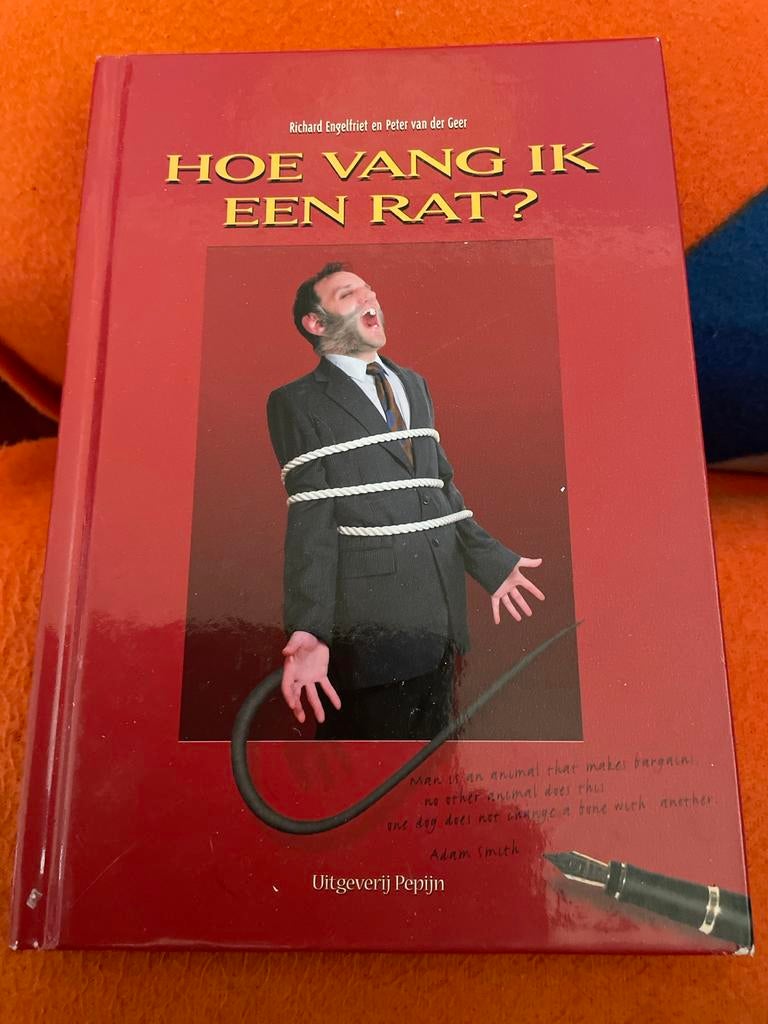 Richard Engelfriet en Peter van der Geer
HOE VANG IK
EEN RAT?
Man is an animal that makes bargains,
no other animal does this
one dog does not change a bone with another.
Adam Smith
Uitgeverij Pepijn